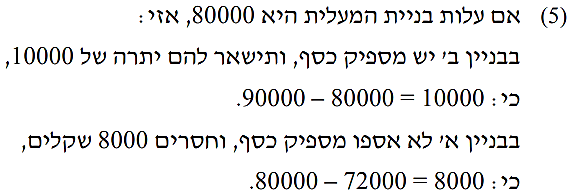 (5) אם עלות בניית המעלית היא 80000, אזי:
בבניין ב׳ יש מספיק כסף, ותישאר להם יתרה של 10000,
כי: 90000 – 80000 = 10000.
בבניין א׳ לא אספו מספיק כסף, וחסרים 8000 שקלים,
כי: 80000 – 72000 = 8000.